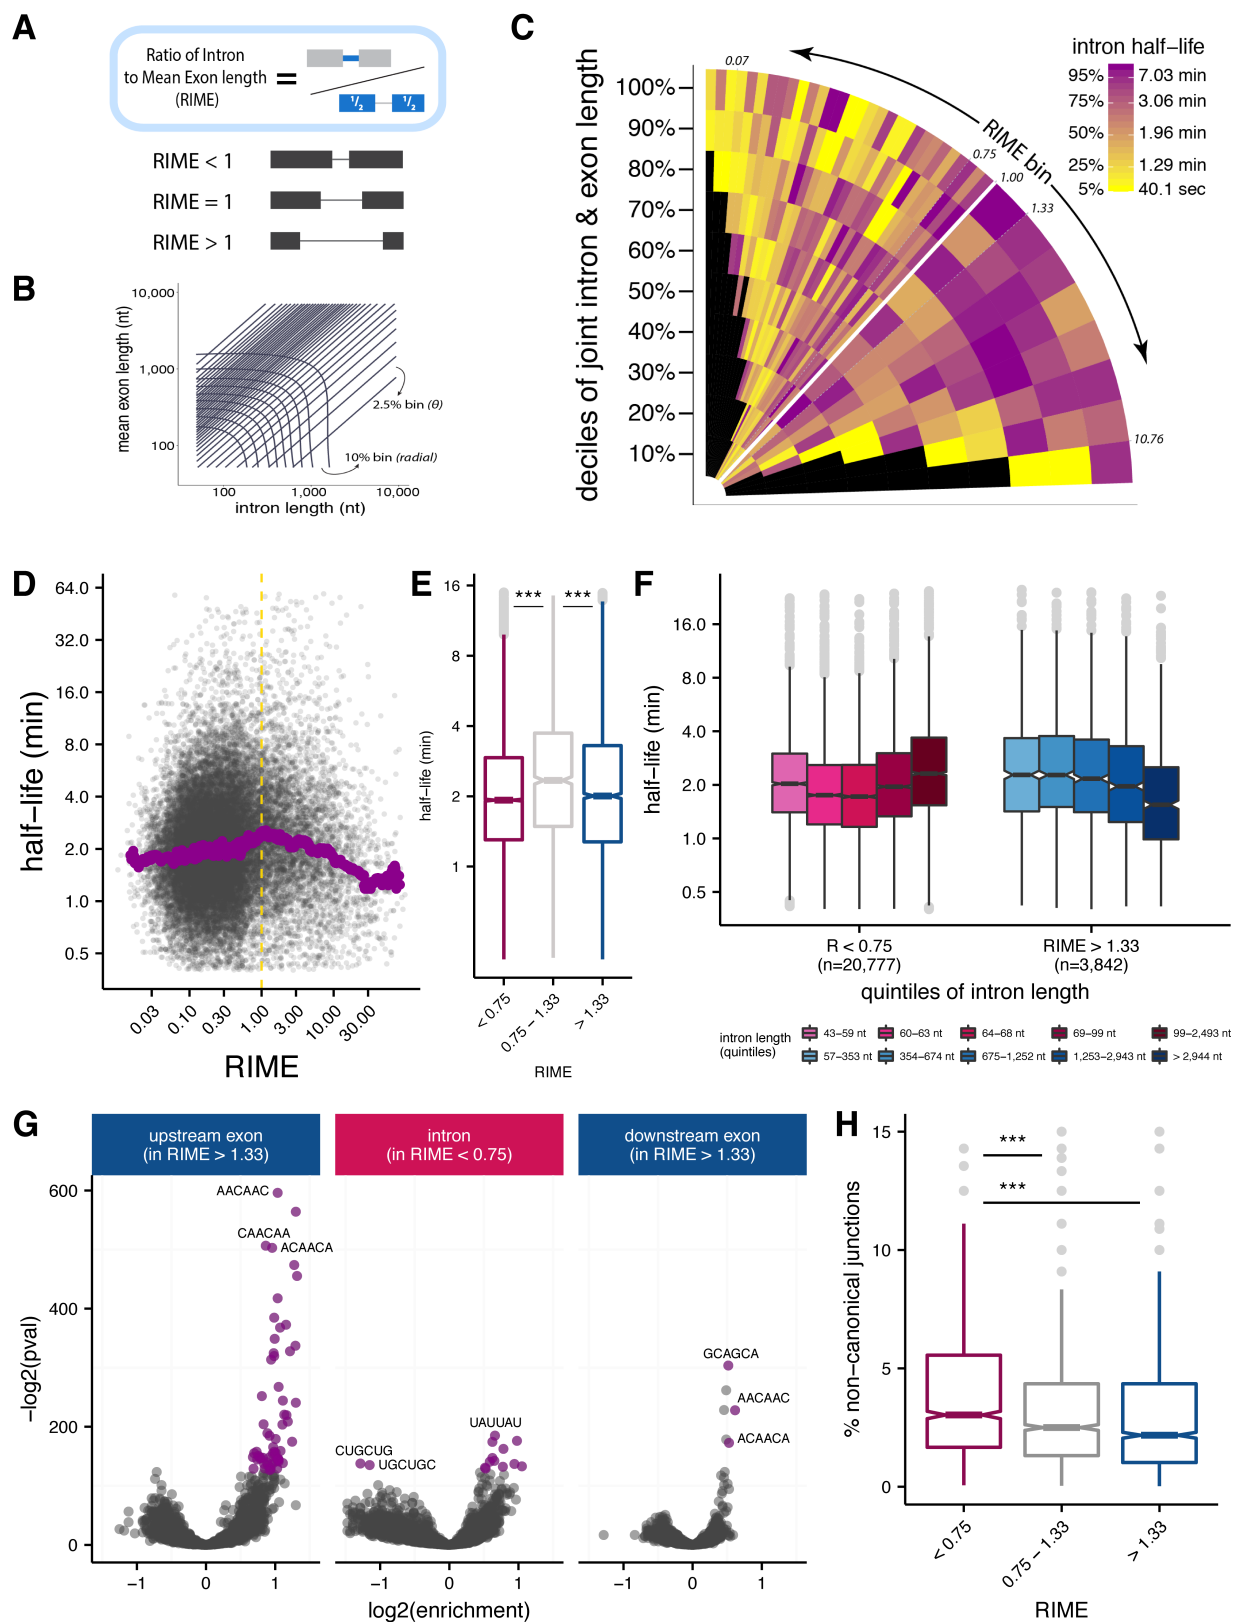 A
Ratio of Intron
to Mean Exon length
(RIME)
=
1/2
1/2
RIME < 1
RIME = 1
RIME > 1
B
mean exon length (nt)
10,000
1,000
100
2.5% bin (θ)
10% bin (radial)
100
1,000
10,000
intron length (nt)
C
deciles of joint intron & exon length
100%
90%
80%
70%
60%
50%
40%
30%
20%
10%
0.07
RIME bin
0.75
1.00
1.33
10.76
intron half−life
95% 7.03 min
75% 3.06 min
50% 1.96 min
25% 1.29 min
5% 40.1 sec
D
half−life (min)
64.0
32.0
16.0
8.0
4.0
2.0
1.0
0.5
0.03
0.10
0.30
1.00
3.00
10.00
30.00
RIME
E
half−life (min)
16
8
4
2
1
***
***
< 0.75
0.75 − 1.33
> 1.33
RIME
F
half−life (min)
16.0
8.0
4.0
2.0
1.0
0.5
R < 0.75
(n=20,777)
RIME > 1.33
(n=3,842)
quintiles of intron length
intron length
(quintiles)
43−59 nt
60−63 nt
64−68 nt
69−99 nt
99−2,493 nt
57−353 nt
354−674 nt
675−1,252 nt
1,253−2,943 nt
> 2,944 nt
G
upstream exon
(in RIME > 1.33)
intron
(in RIME < 0.75)
downstream exon
(in RIME > 1.33)
−log2(pval)
600
400
200
0
AACAAC
CAACAA
ACAACA
UAUUAU
CUGCUG
UGCUGC
GCAGCA
AACAAC
ACAACA
−1
0
1
−1
0
1
−1
0
1
log2(enrichment)
H
% non−canonical junctions
15
10
5
0
***
***
< 0.75
0.75 − 1.33
> 1.33
RIME